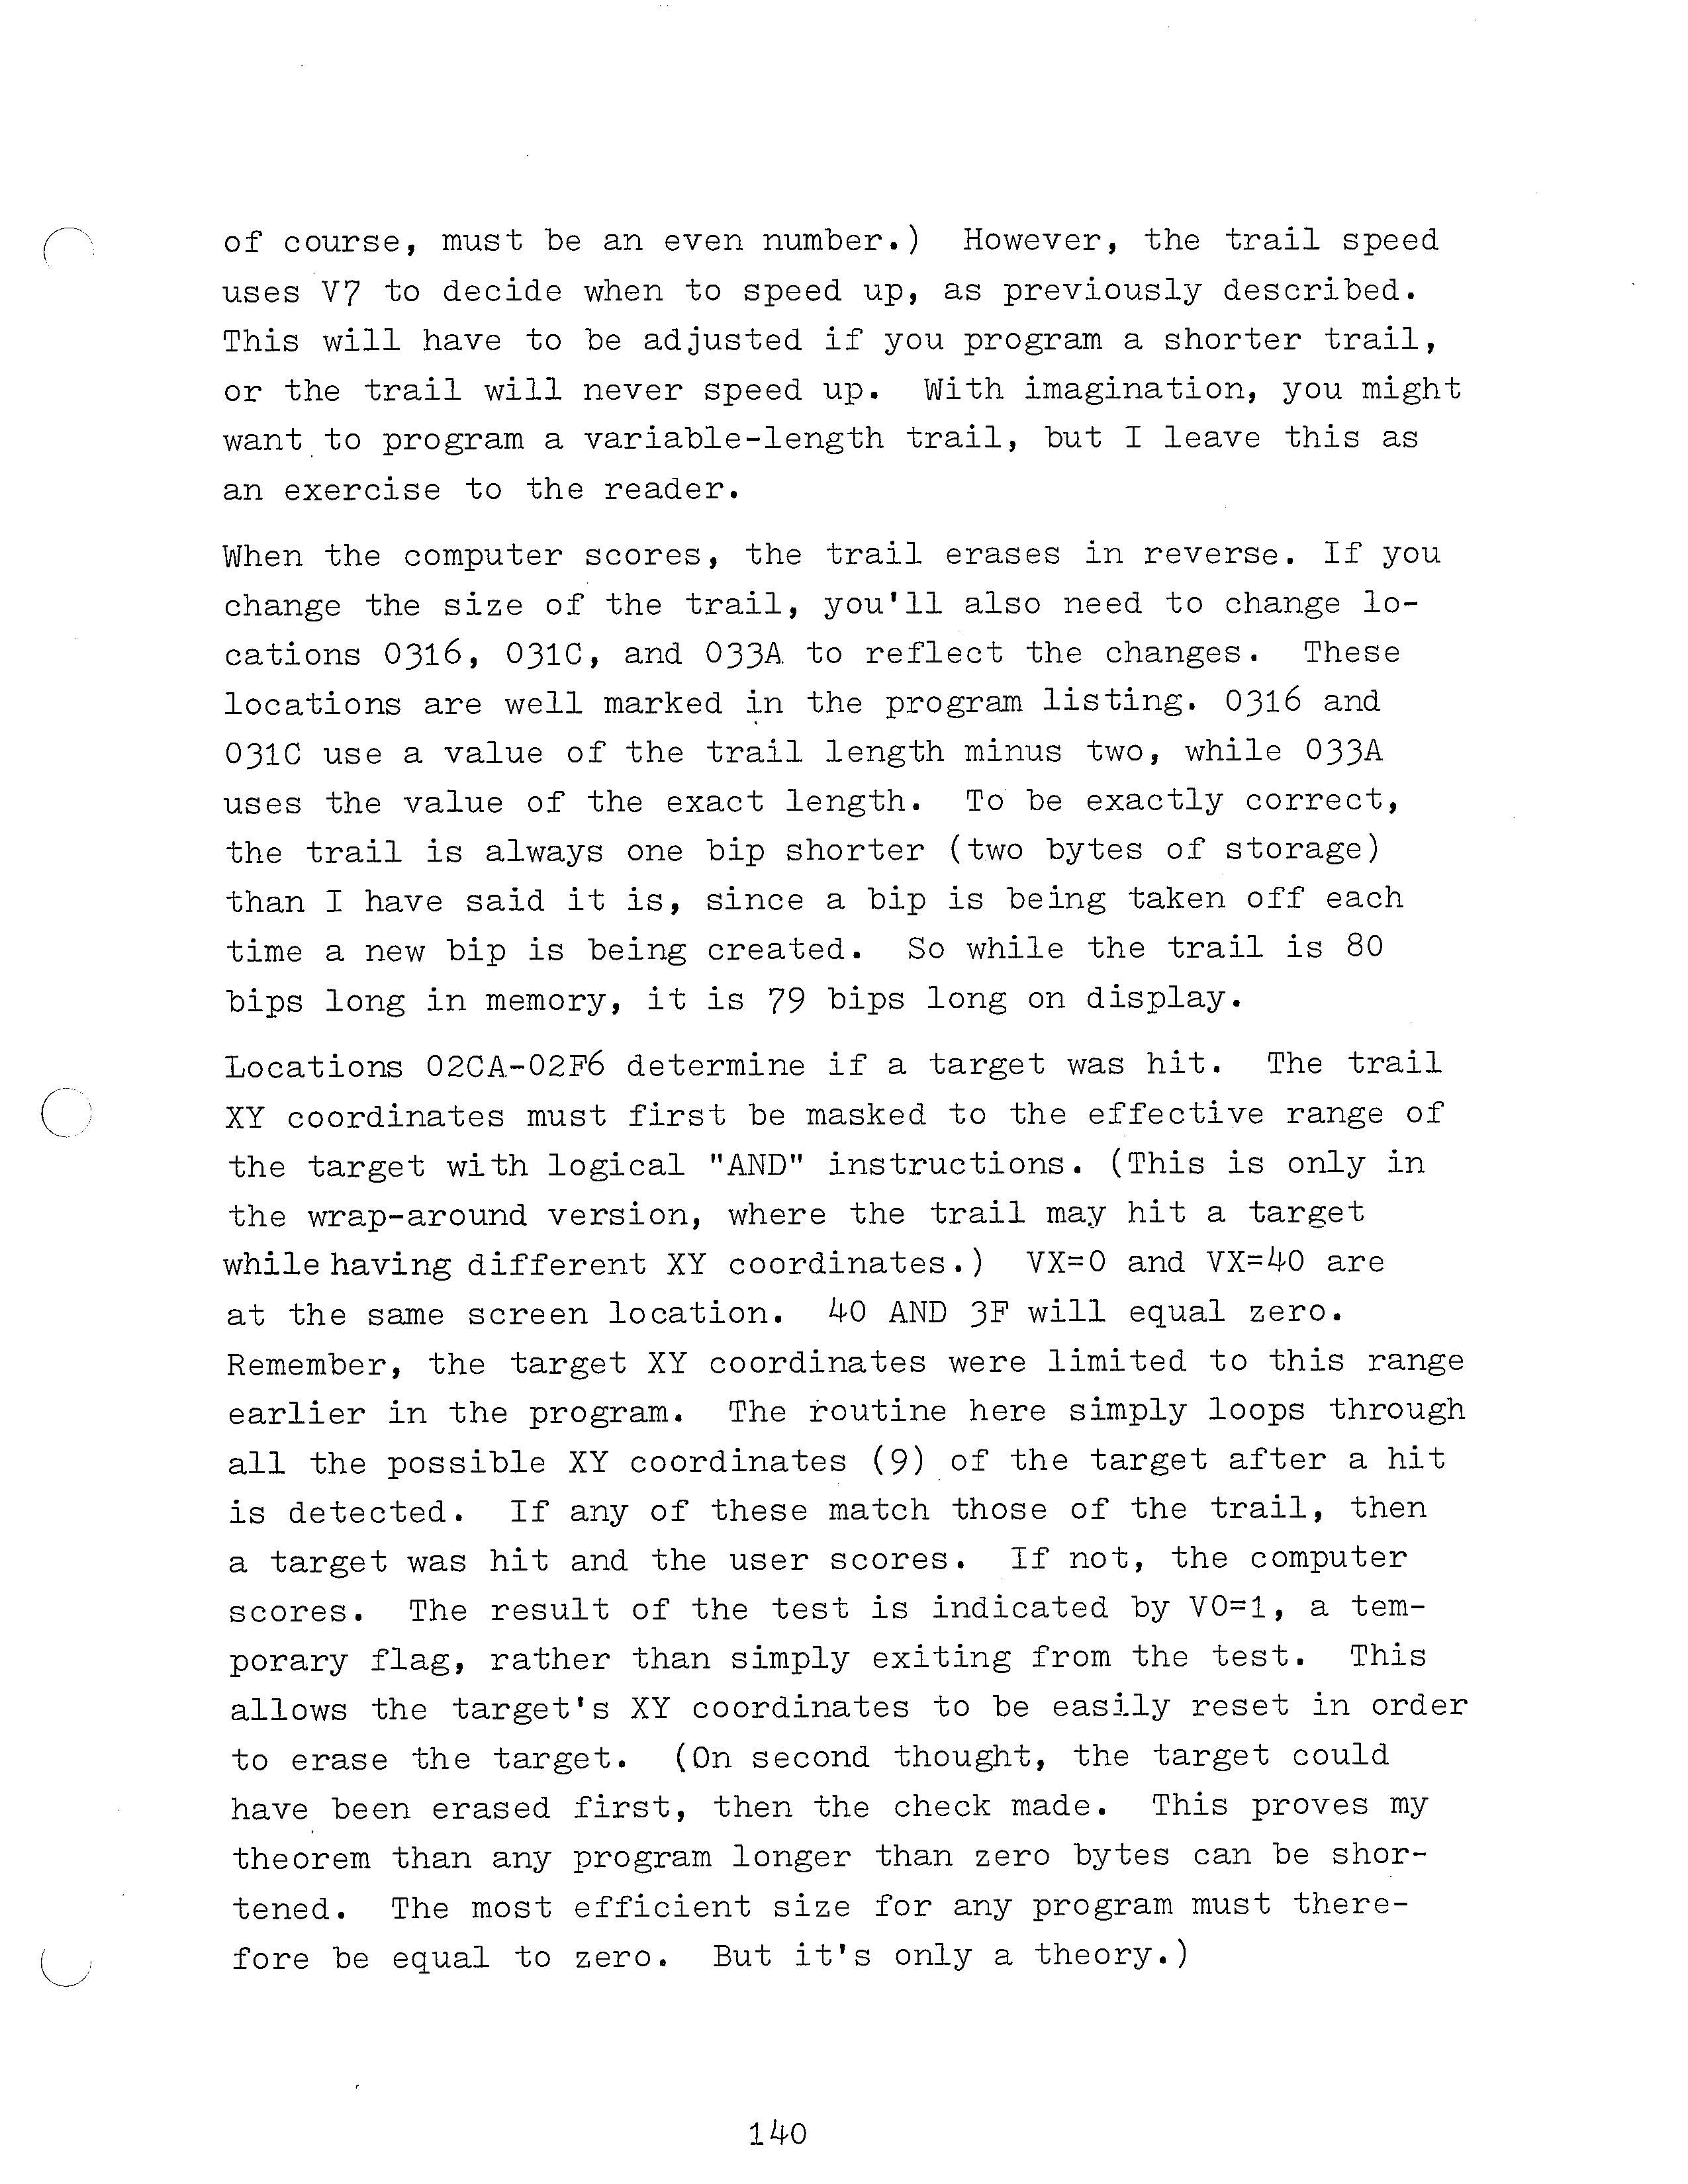 of course, must be an even number.)  However, the trail speed
uses V7 to decide when to speed up, as previously described.
This will have to be adjusted if you program a shorter trail,
or the trail will never speed up.  With imagination, you might
want to program a variable-length trail, but I leave this as
an exercise to the reader.
When the computer scores, the trail erases in reverse. If you
change the size of the trail, you'll also need to change lo-
cations 0316, 031C, and 033A to reflect the changes.  These
locations are well marked in the program listing. 0316 and
031C use a value of the trail length minus two, while 033A
uses the value of the exact length.  To be exactly correct,
the trail is always one bip shorter (two bytes of storage)
than I have said it is, since a bip is being taken off each
time a new bip is being created.  So while the trail is 80
bips long in memory, it is 79 bips long on display.
Locations 02CA-02F6 determine if a target was hit.  The trail
XY coordinates must first be masked to the effective range of
the target with logical "AND" instructions. (This is only in
the wrap-around version, where the trail may hit a target
while having different XY coordinates.)  VX=0 and VX=40 are
at the same screen location.  40 AND 3F will equal zero.
Remember, the target XY coordinates were limited to this range
earlier in the program.  The routine here simply loops through
all the possible XY coordinates (9) of the target after a hit
is detected.  If any of these match those of the trail, then
a target was hit and the user scores.  If not, the computer
scores.  The result of the test is indicated by V0=1, a tem-
porary flag, rather than simply exiting from the test.  This
allows the target's XY coordinates to be easily reset in order
to erase the target.  (On second thought, the target could
have been erased first, then the check made.  This proves my
theorem than any program longer than zero bytes can be shor-
tened.  The most efficient size for any program must there-
fore be equal to zero.  But it's only a theory.)
140